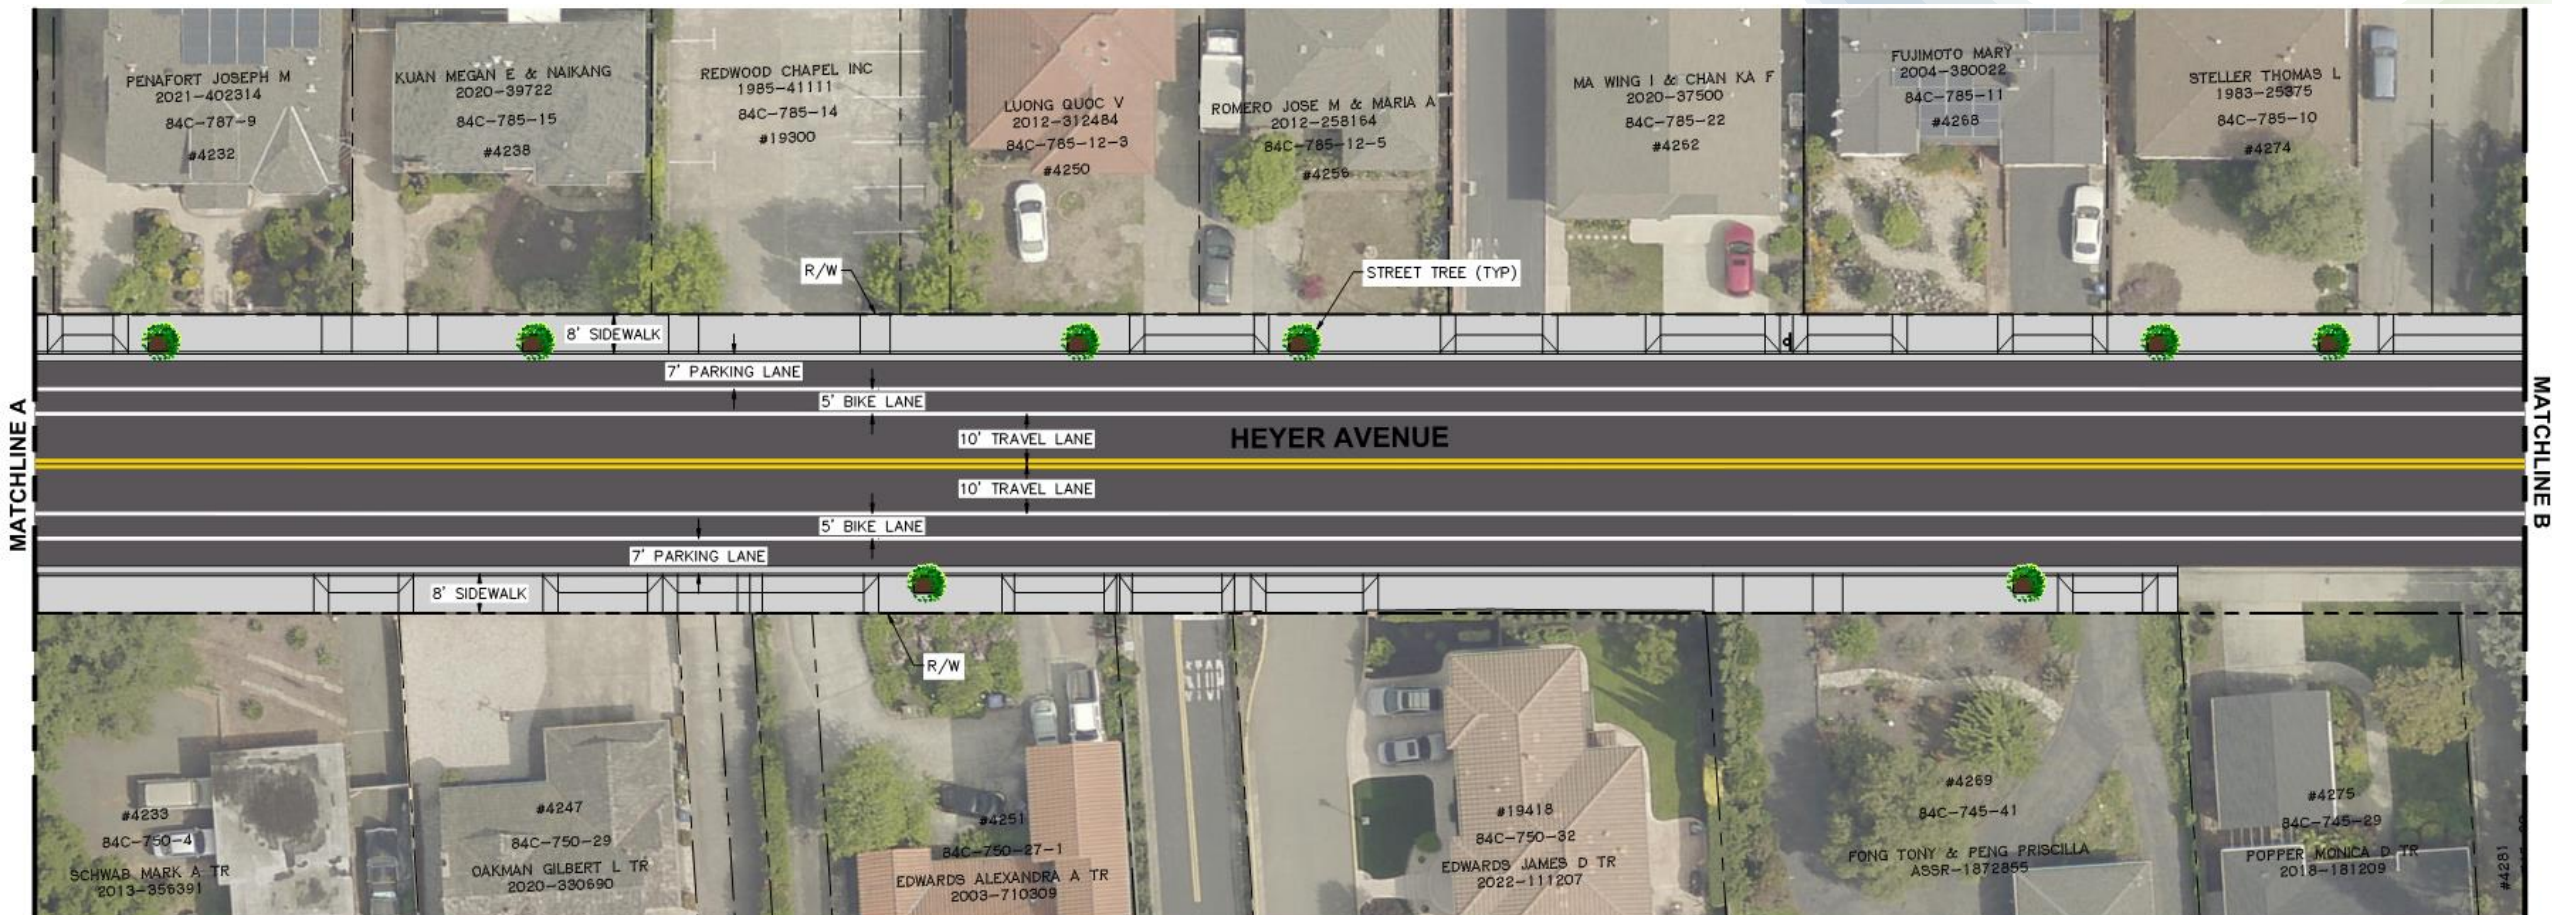 PENAFORT JOSEPH M
2021-402314
84C-787-9
#4232
KUAN MEGAN E & NAIKANG
2020-39722
84C-785-15
#4238
REDWOOD CHAPEL INC
1985-41111
84C-785-14
#19300
LUONG QUOC V
2012-312484
84C-785-12-3
#4250
ROMERO JOSE M & MARIA A
2012-258164
84C-785-12-5
#4256
MA WING I & CHAN KA F
2020-37500
84C-785-22
#4262
FUJIMOTO MARY
2004-380022
84C-785-11
#4268
STELLER THOMAS L
1983-25375
84C-785-10
#4274
R/W
STREET TREE (TYP)
8' SIDEWALK
7' PARKING LANE
5' BIKE LANE
10' TRAVEL LANE
HEYER AVENUE
10' TRAVEL LANE
5' BIKE LANE
7' PARKING LANE
8' SIDEWALK
MATCHLINE A
MATCHLINE B
R/W
#4233
84C-750-4
SCHWAB MARK A TR
2013-356391
#4247
84C-750-29
OAKMAN GILBERT L TR
2020-330690
#4251
84C-750-27-1
EDWARDS ALEXANDRA A TR
2003-710309
#19418
84C-750-32
EDWARDS JAMES D TR
2022-111207
#4269
84C-745-41
FONG TONY & PENG PRISCILLA
ASSR-1872855
#4275
84C-745-29
POPPER MONICA D TR
2018-181209
#4281